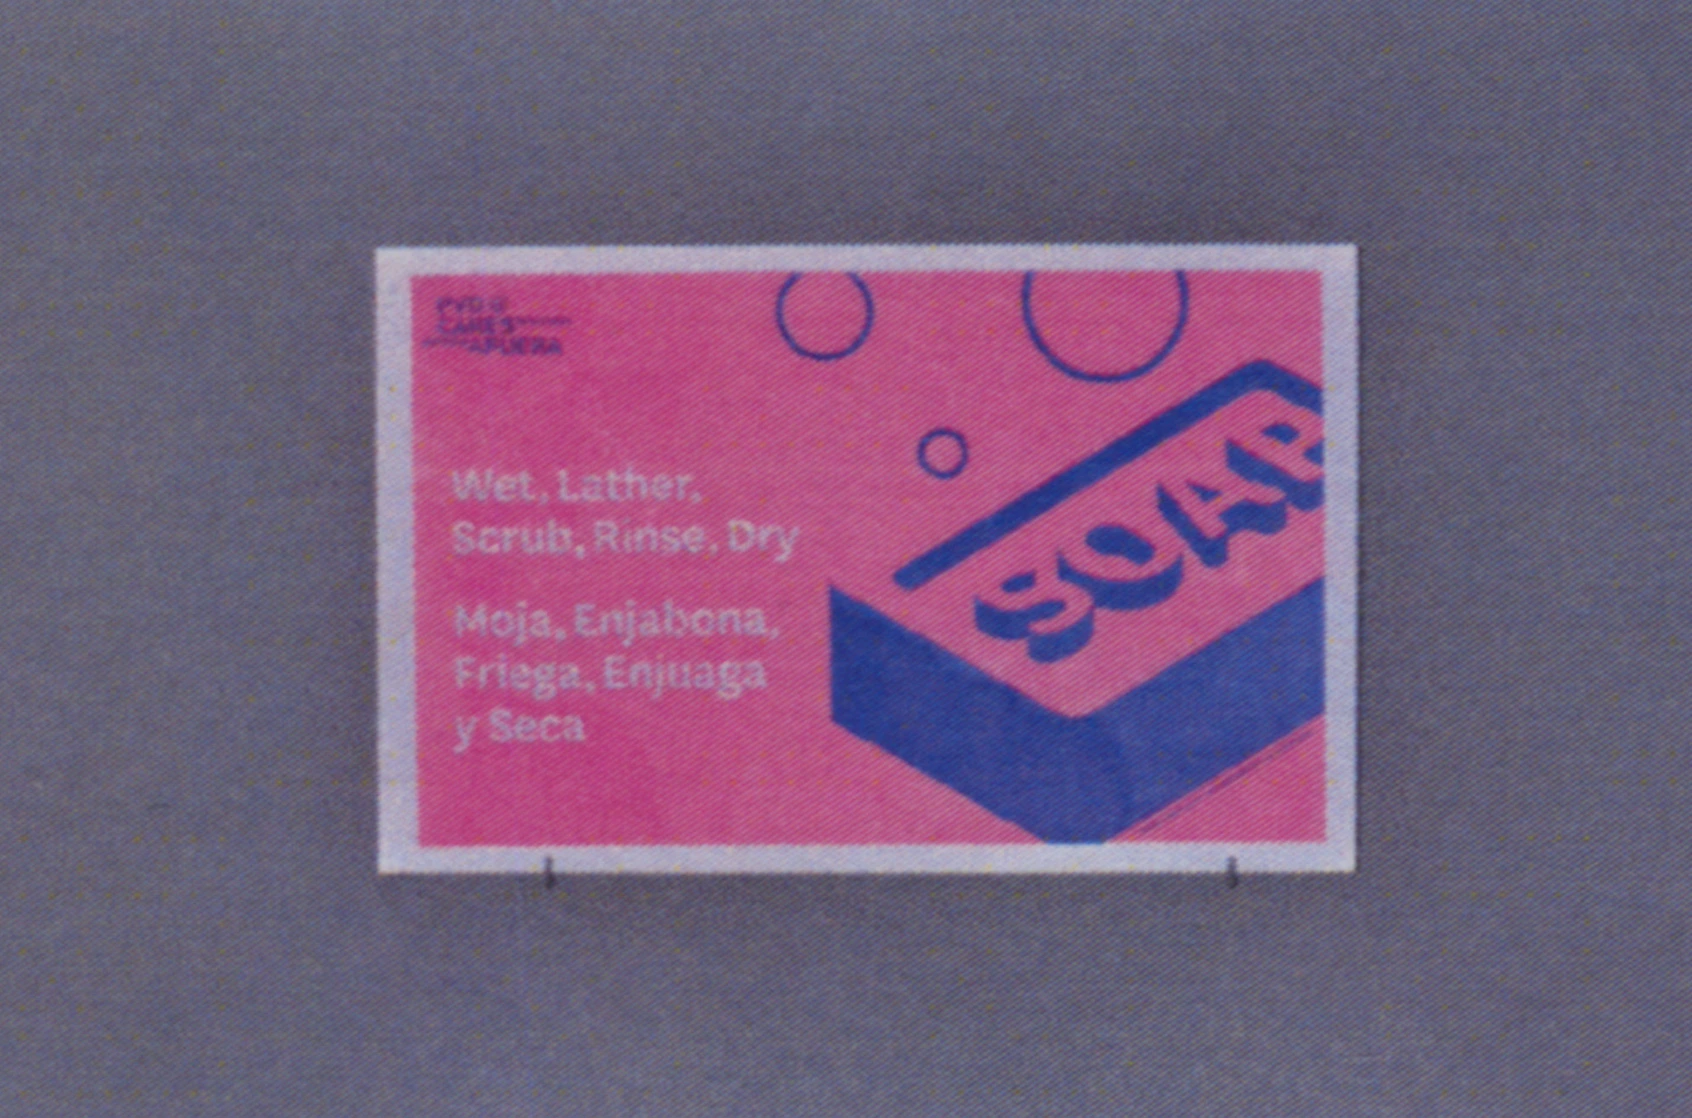 Wet, Lather,
Scrub, Rinse, Dry
Moja, Enjabona,
Friega, Enjuaga
y Seca
SOAP